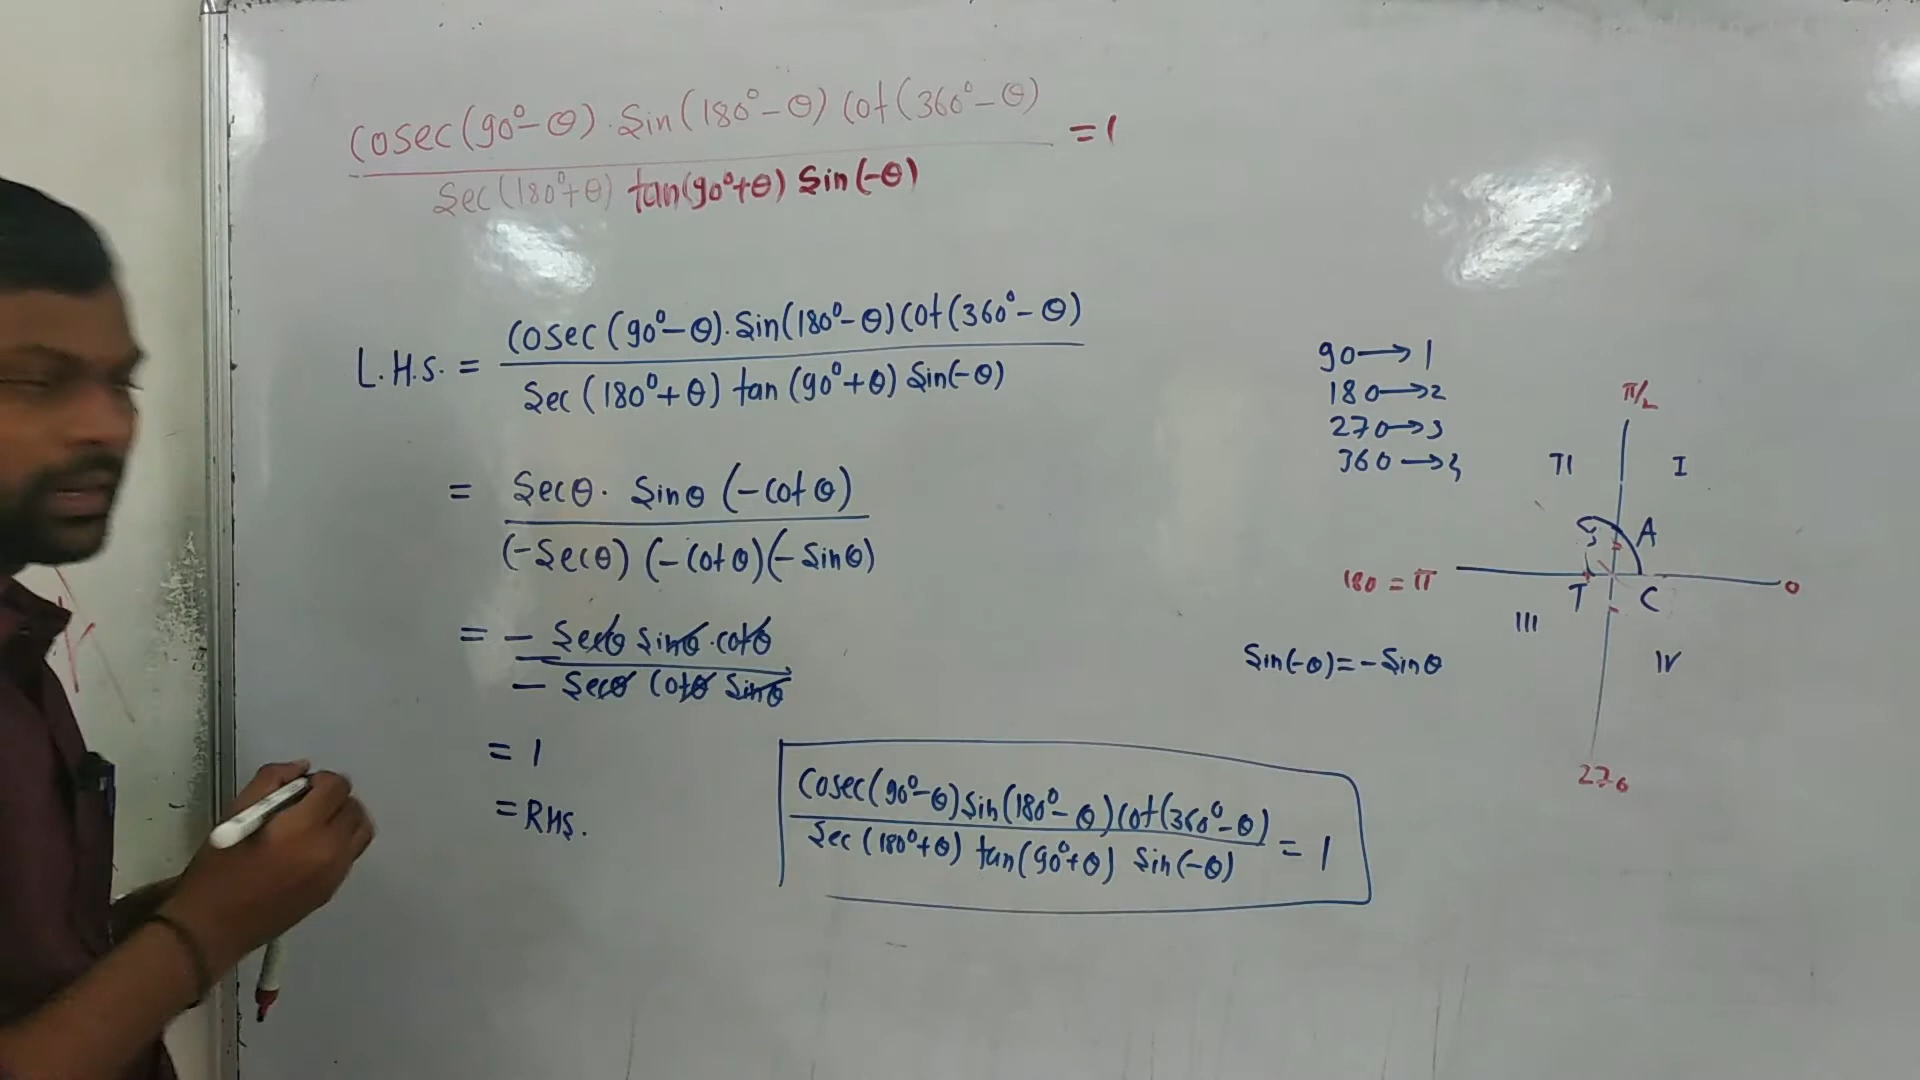 cosec(90°-θ).Sin(180°-θ) Cot(360°-θ)
= 1
Sec(180°+θ) tan(90°+θ) Sin(-θ)
L.H.S. =
Cosec(90°-θ).Sin(180°-θ)Cot(360°-θ)
Sec(180°+θ) tan(90°+θ) Sin(-θ)
= Secθ. Sinθ (-Cotθ)
(-Secθ) (-Cotθ)(-Sinθ)
= - Secθ Sinθ.cotθ
- Secθ Cotθ Sinθ
= 1
= RHS.
Cosec(90°-θ)Sin(180°-θ)Cot(360°-θ)
= 1
Sec(180°+θ) tan(90°+θ) Sin(-θ)
90→1
180→2
270→3
360→4
π/2
II I
S A
180 = π
0
T C
III
IV
Sin(-θ)=-Sinθ
270